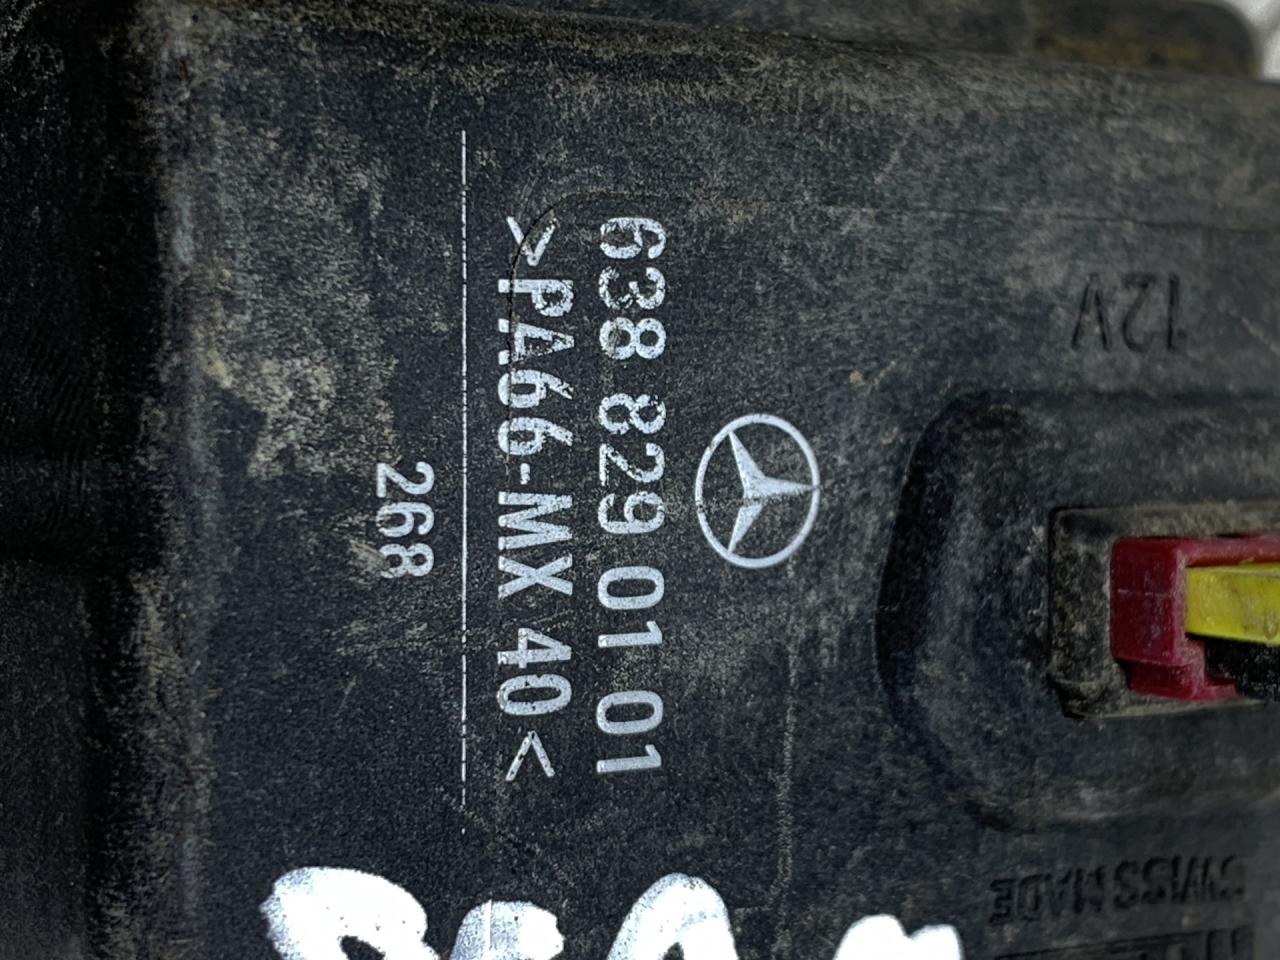 638 829 01 01
>PA66-MX 40<
268
12V
SWISS MADE